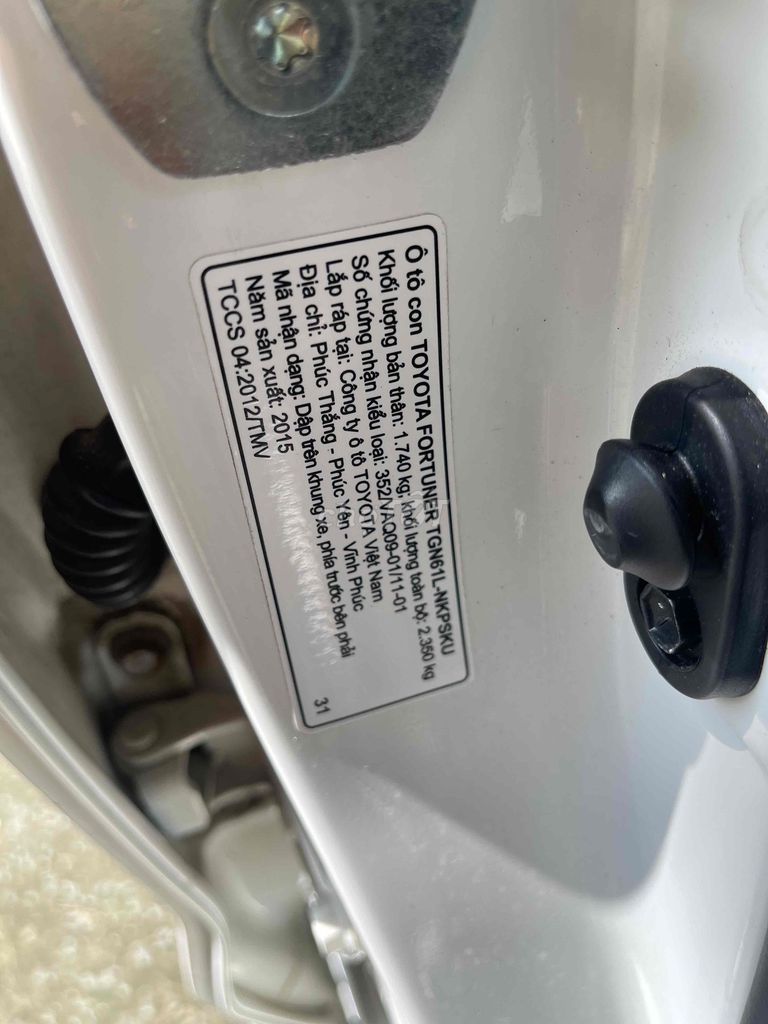 Ô tô con TOYOTA FORTUNER TGN61L-NKPSKU
Khối lượng bản thân: 1.740 kg; khối lượng toàn bộ: 2.350 kg
Số chứng nhận kiểu loại: 352/VAQ09-01/11-01
Lắp ráp tại: Công ty ô tô TOYOTA Việt Nam
Địa chỉ: Phúc Thắng - Phúc Yên - Vĩnh Phúc
Mã nhận dạng: Dập trên khung xe, phía trước bên phải
Năm sản xuất: 2015
TCCS 04:2012/TMV
31